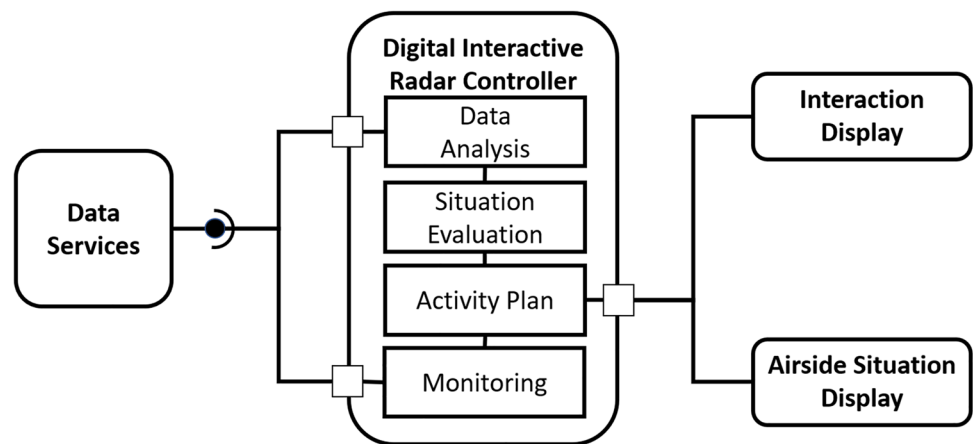 Digital Interactive
Radar Controller
Data
Analysis
Situation
Evaluation
Activity Plan
Monitoring
Data
Services
Interaction
Display
Airside Situation
Display